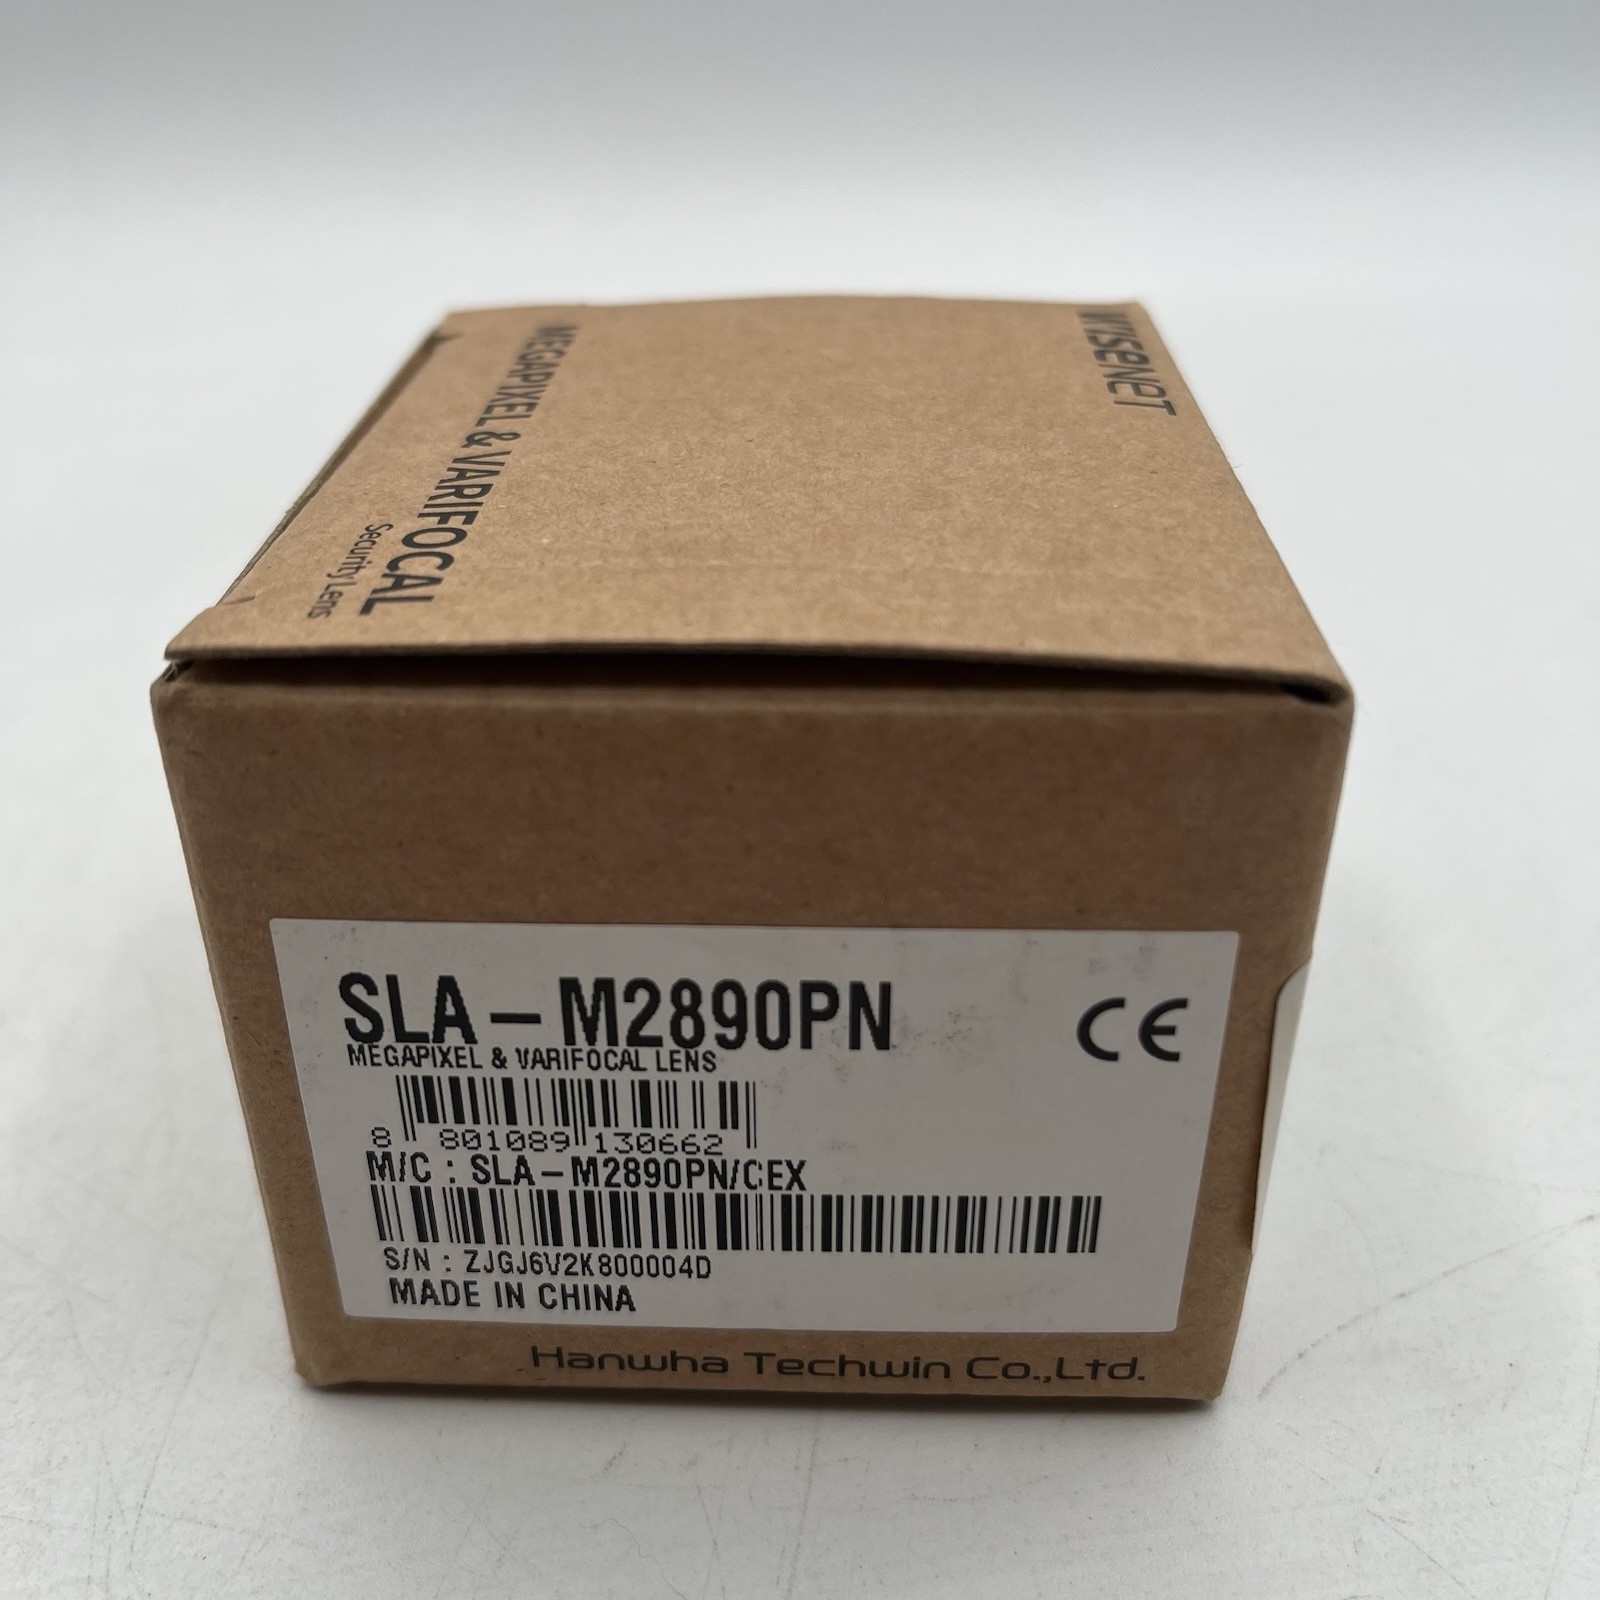 WISENET
MEGAPIXEL & VARIFOCAL
Security Lens
SLA-M2890PN
CE
MEGAPIXEL & VARIFOCAL LENS
8 801089 130662
M/C : SLA-M2890PN/CEX
S/N : ZJGJ6V2K800004D
MADE IN CHINA
Hanwha Techwin Co.,Ltd.